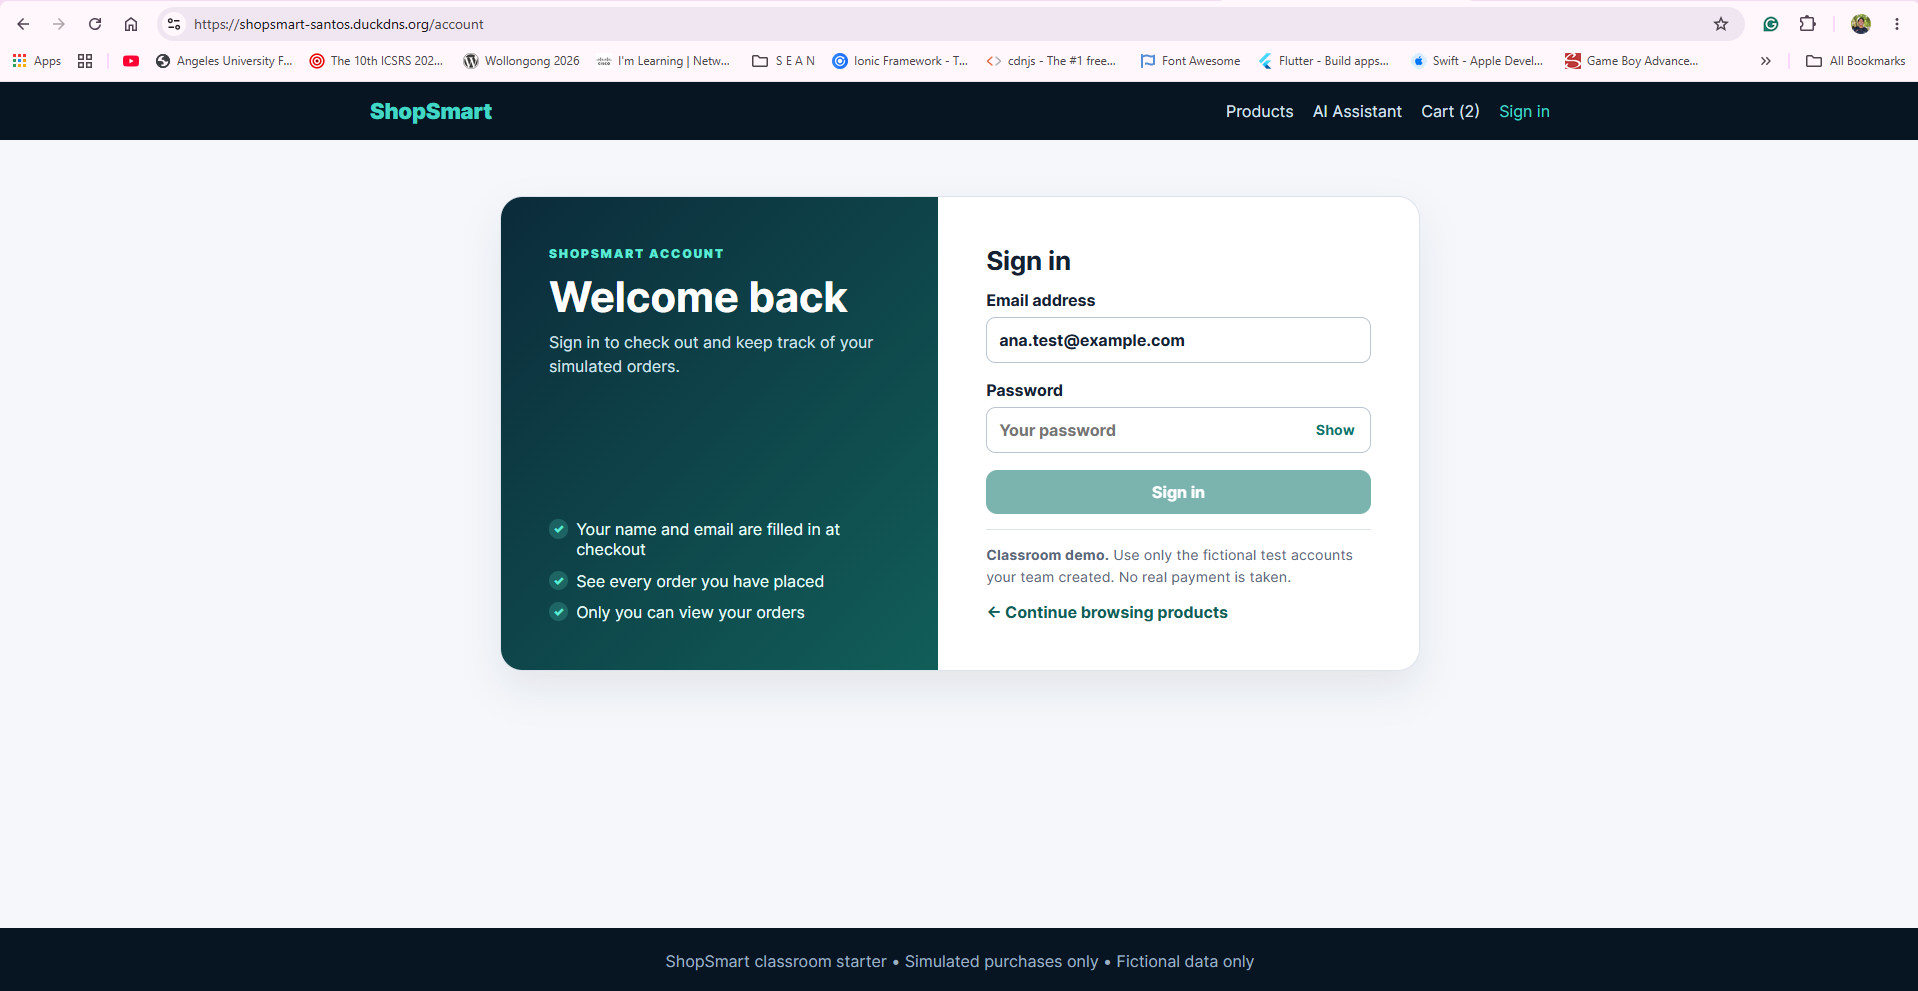 https://shopsmart-santos.duckdns.org/account
Apps
Angeles University F...
The 10th ICSRS 202...
Wollongong 2026
I'm Learning | Netw...
S E A N
Ionic Framework - T...
cdnjs - The #1 free...
Font Awesome
Flutter - Build apps...
Swift - Apple Devel...
Game Boy Advance...
All Bookmarks
ShopSmart
Products
AI Assistant
Cart (2)
Sign in
SHOPSMART ACCOUNT
Welcome back
Sign in to check out and keep track of your
simulated orders.
Your name and email are filled in at
checkout
See every order you have placed
Only you can view your orders
Sign in
Email address
ana.test@example.com
Password
Your password
Show
Sign in
Classroom demo. Use only the fictional test accounts
your team created. No real payment is taken.
← Continue browsing products
ShopSmart classroom starter • Simulated purchases only • Fictional data only